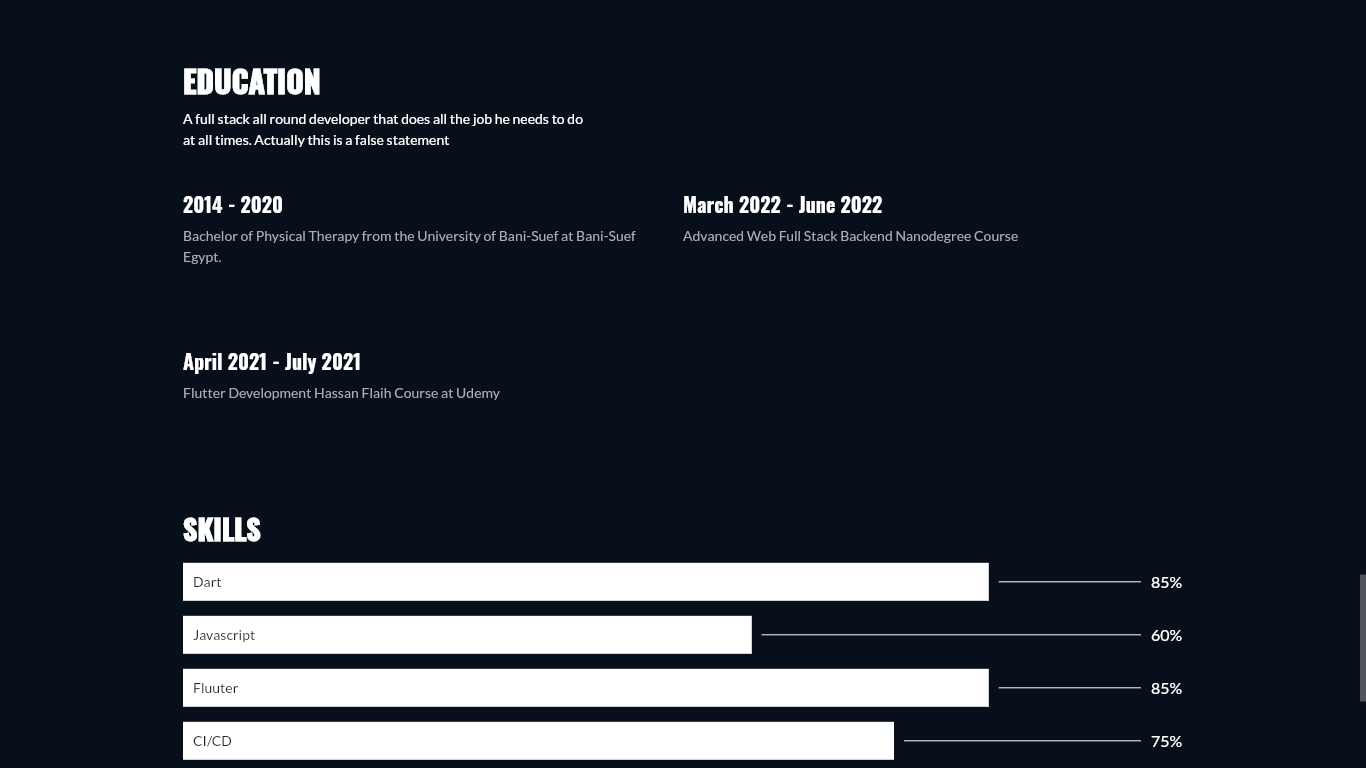 EDUCATION
A full stack all round developer that does all the job he needs to do
at all times. Actually this is a false statement
2014 - 2020
Bachelor of Physical Therapy from the University of Bani-Suef at Bani-Suef
Egypt.
March 2022 - June 2022
Advanced Web Full Stack Backend Nanodegree Course
April 2021 - July 2021
Flutter Development Hassan Flaih Course at Udemy
SKILLS
Dart 85%
Javascript 60%
Fluuter 85%
CI/CD 75%